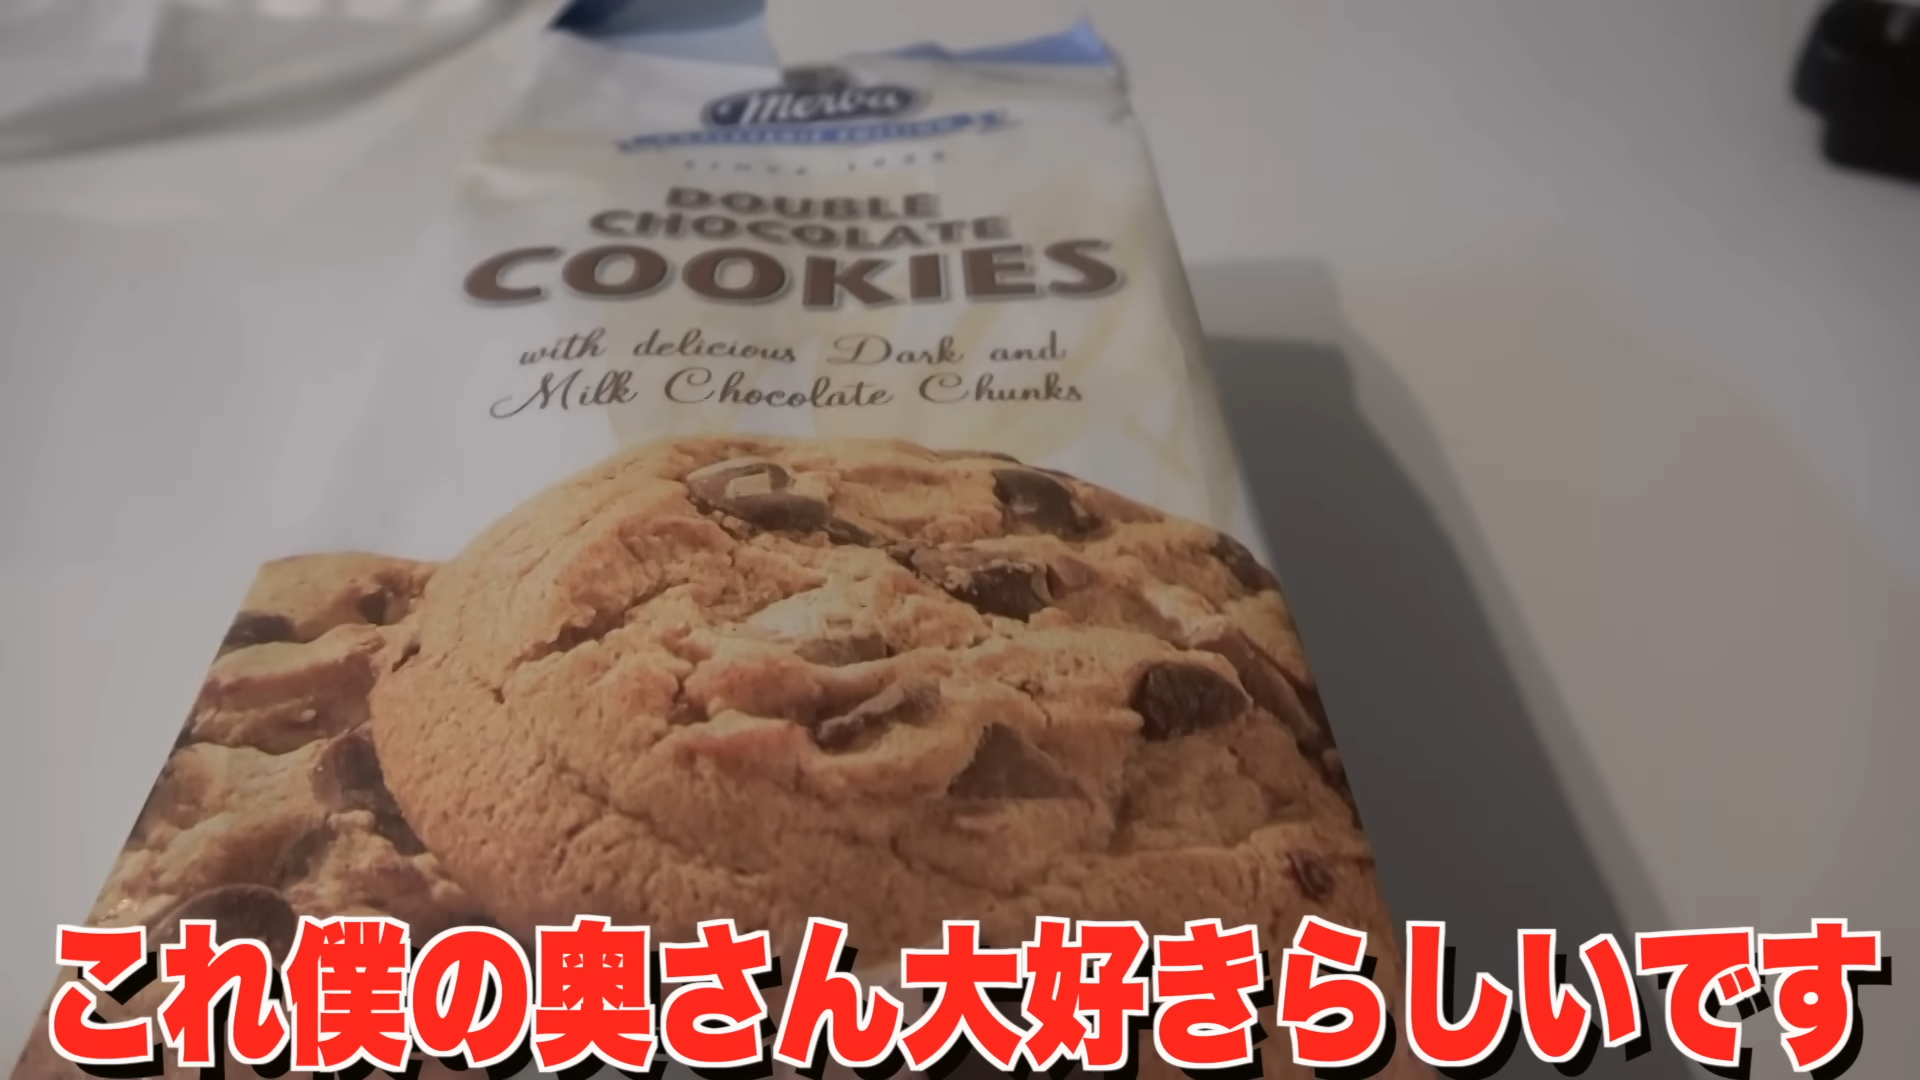 Merba
DOUBLE
CHOCOLATE
COOKIES
with delicious Dark and
Milk Chocolate Chunks
これ僕の奥さん大好きらしいです